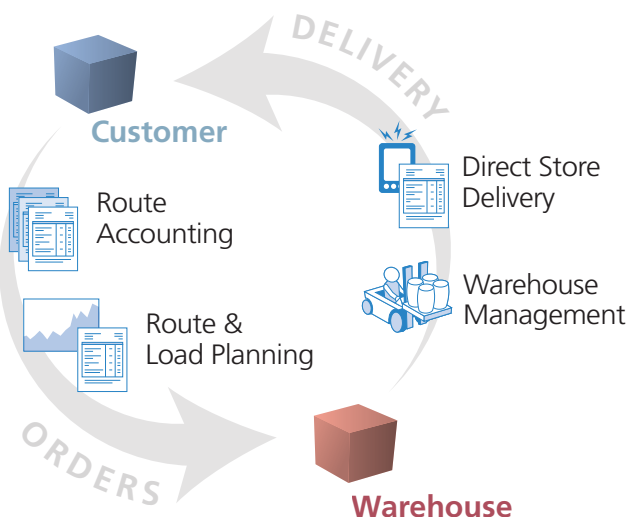 DELIVERY
Customer
Direct Store
Delivery
Route
Accounting
Warehouse
Management
Route &
Load Planning
ORDERS
Warehouse